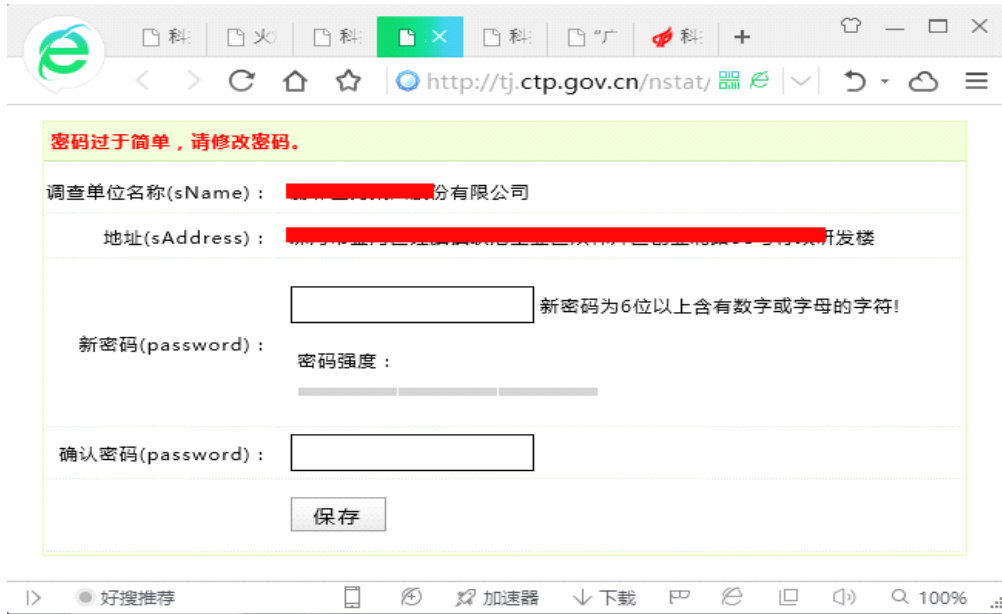 科
火
科
科
"广
科
http://tj.ctp.gov.cn/nstat/
密码过于简单，请修改密码。
调查单位名称(sName)： 份有限公司
地址(sAddress)： 研发楼
新密码(password)： 新密码为6位以上含有数字或字母的字符!
密码强度：
确认密码(password)：
保存
好搜推荐 加速器 下载 100%